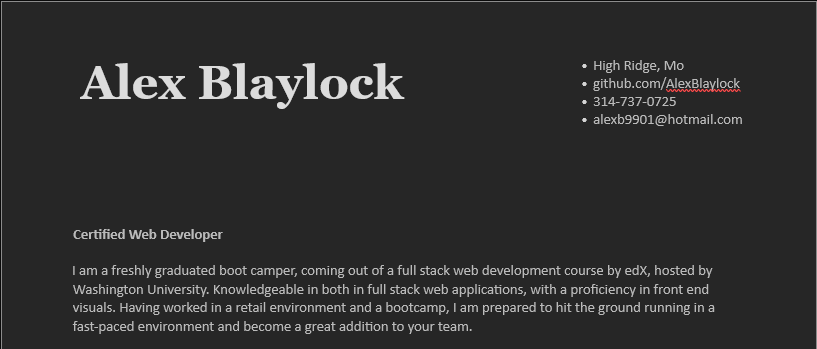 Alex Blaylock
High Ridge, Mo
github.com/AlexBlaylock
314-737-0725
alexb9901@hotmail.com
Certified Web Developer
I am a freshly graduated boot camper, coming out of a full stack web development course by edX, hosted by
Washington University. Knowledgeable in both in full stack web applications, with a proficiency in front end
visuals. Having worked in a retail environment and a bootcamp, I am prepared to hit the ground running in a
fast-paced environment and become a great addition to your team.